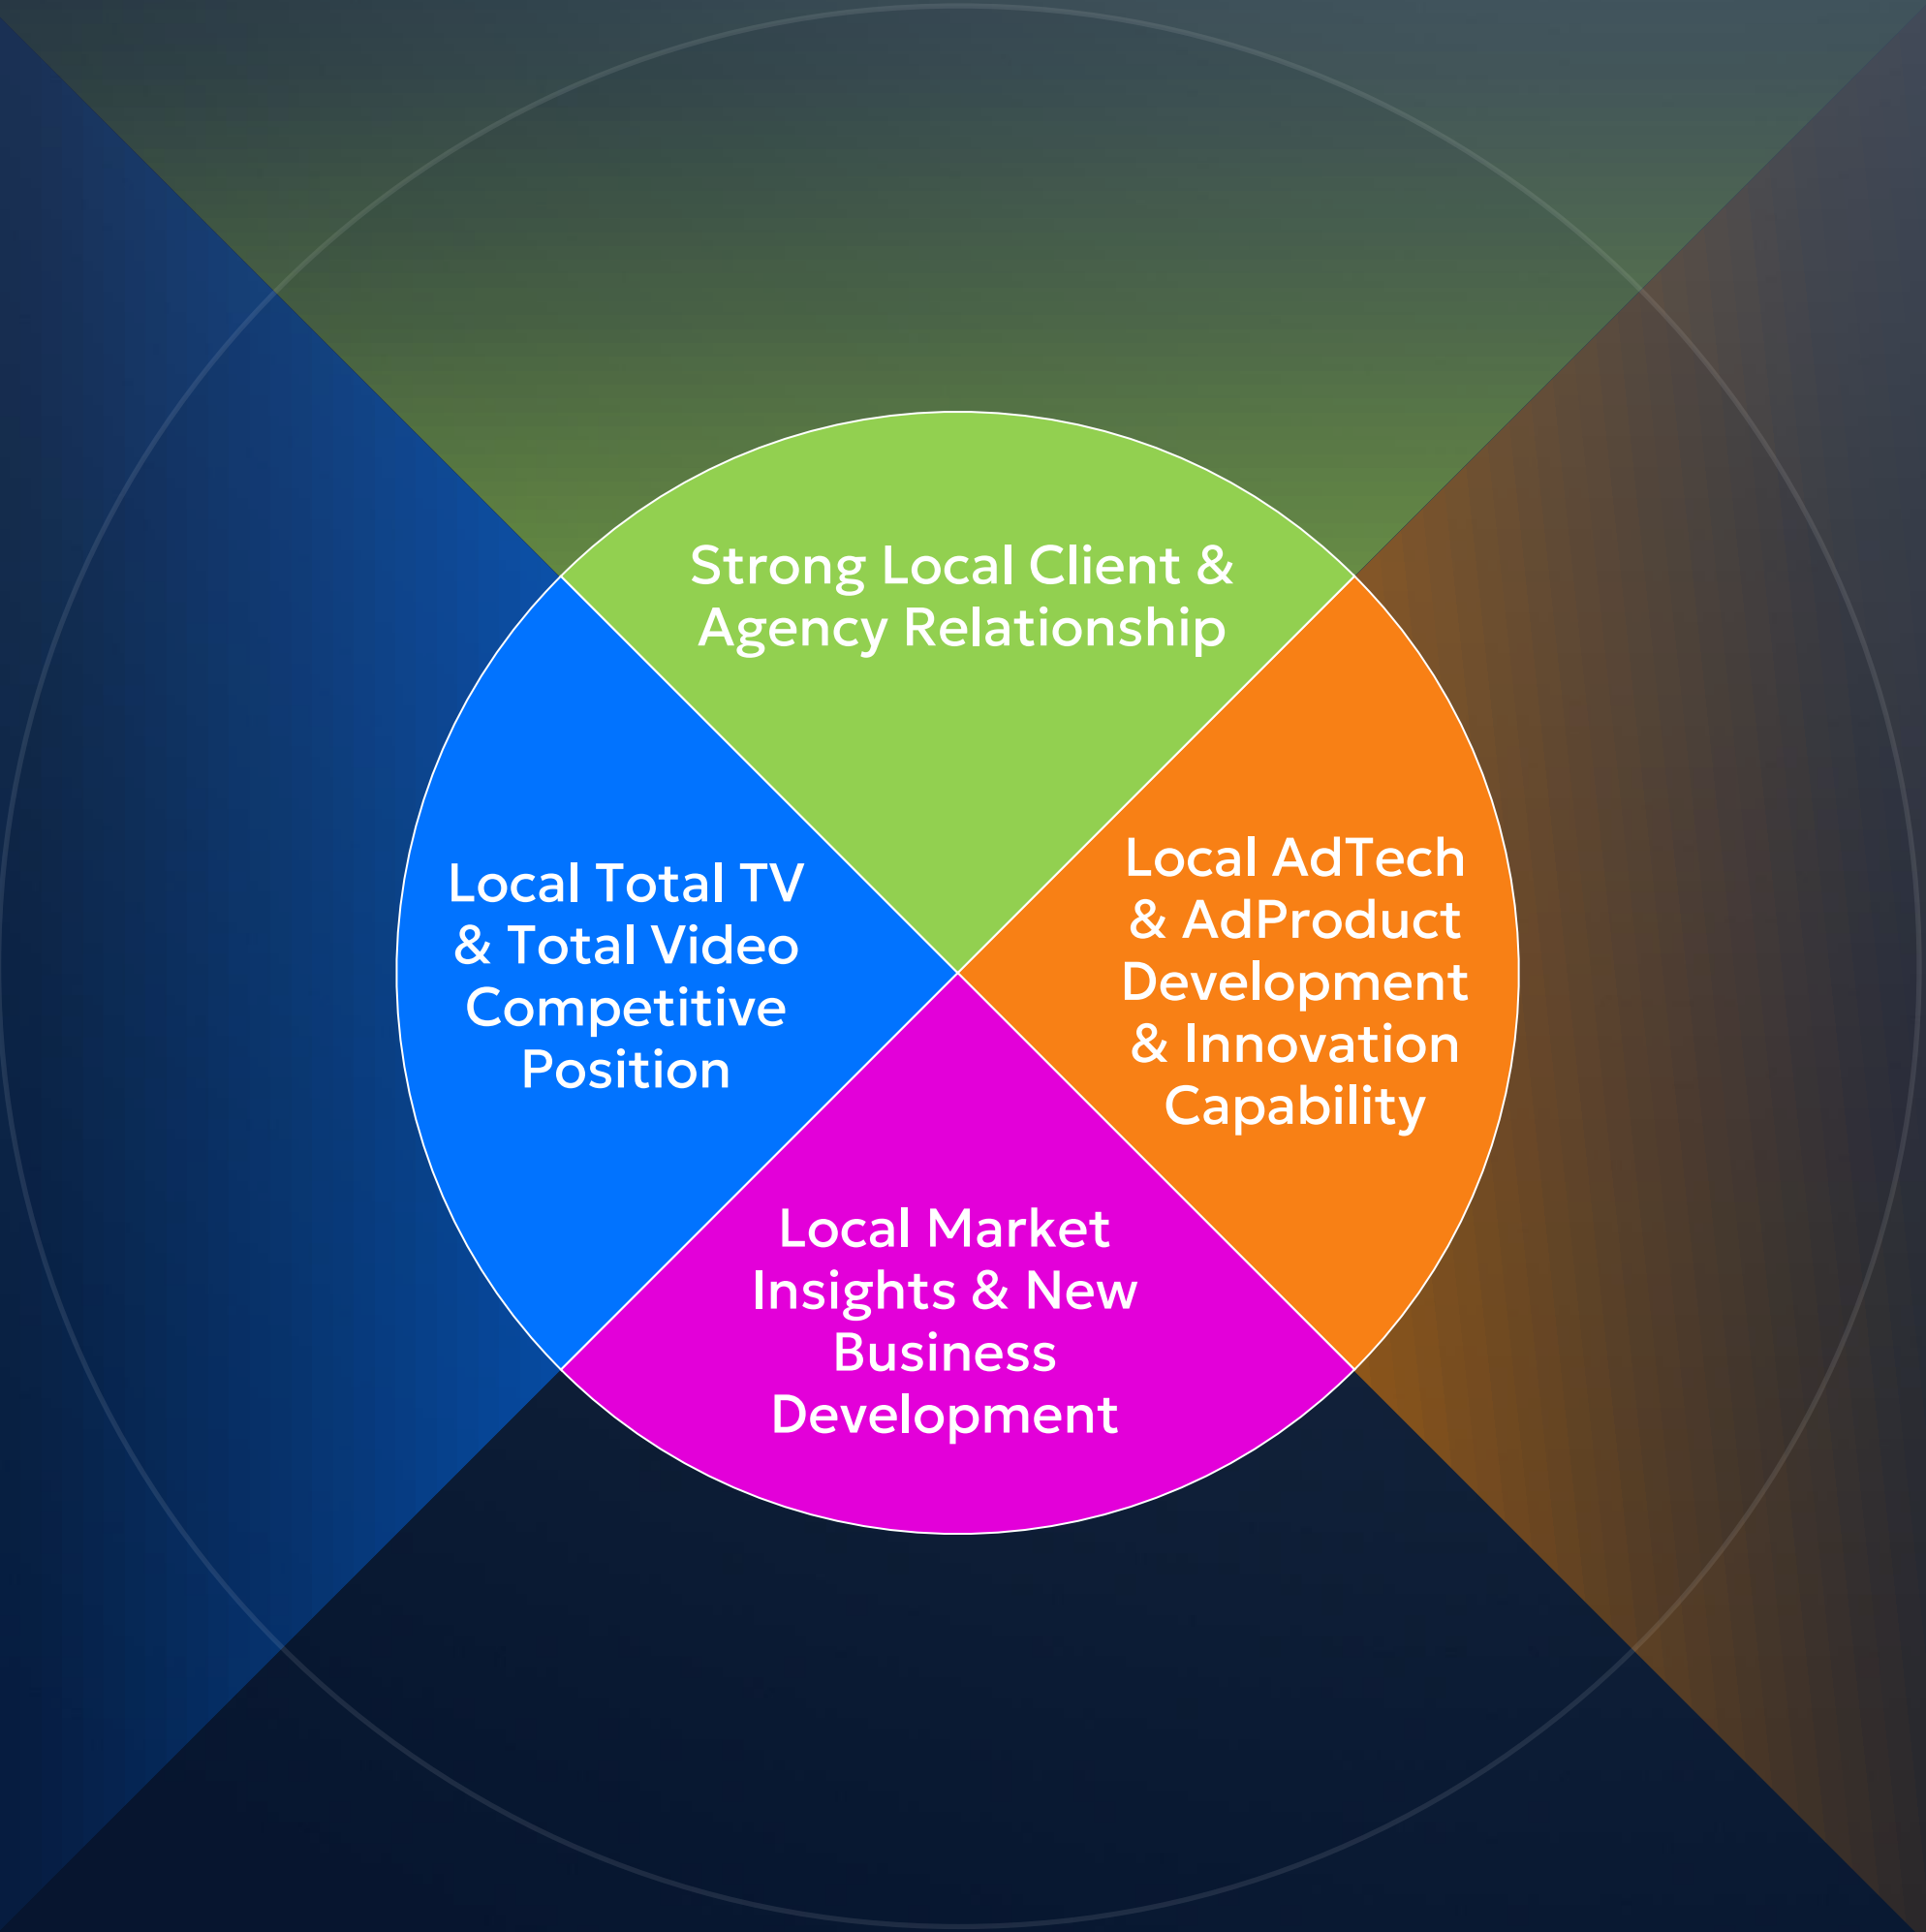 Strong Local Client &
Agency Relationship
Local Total TV
& Total Video
Competitive
Position
Local AdTech
& AdProduct
Development
& Innovation
Capability
Local Market
Insights & New
Business
Development